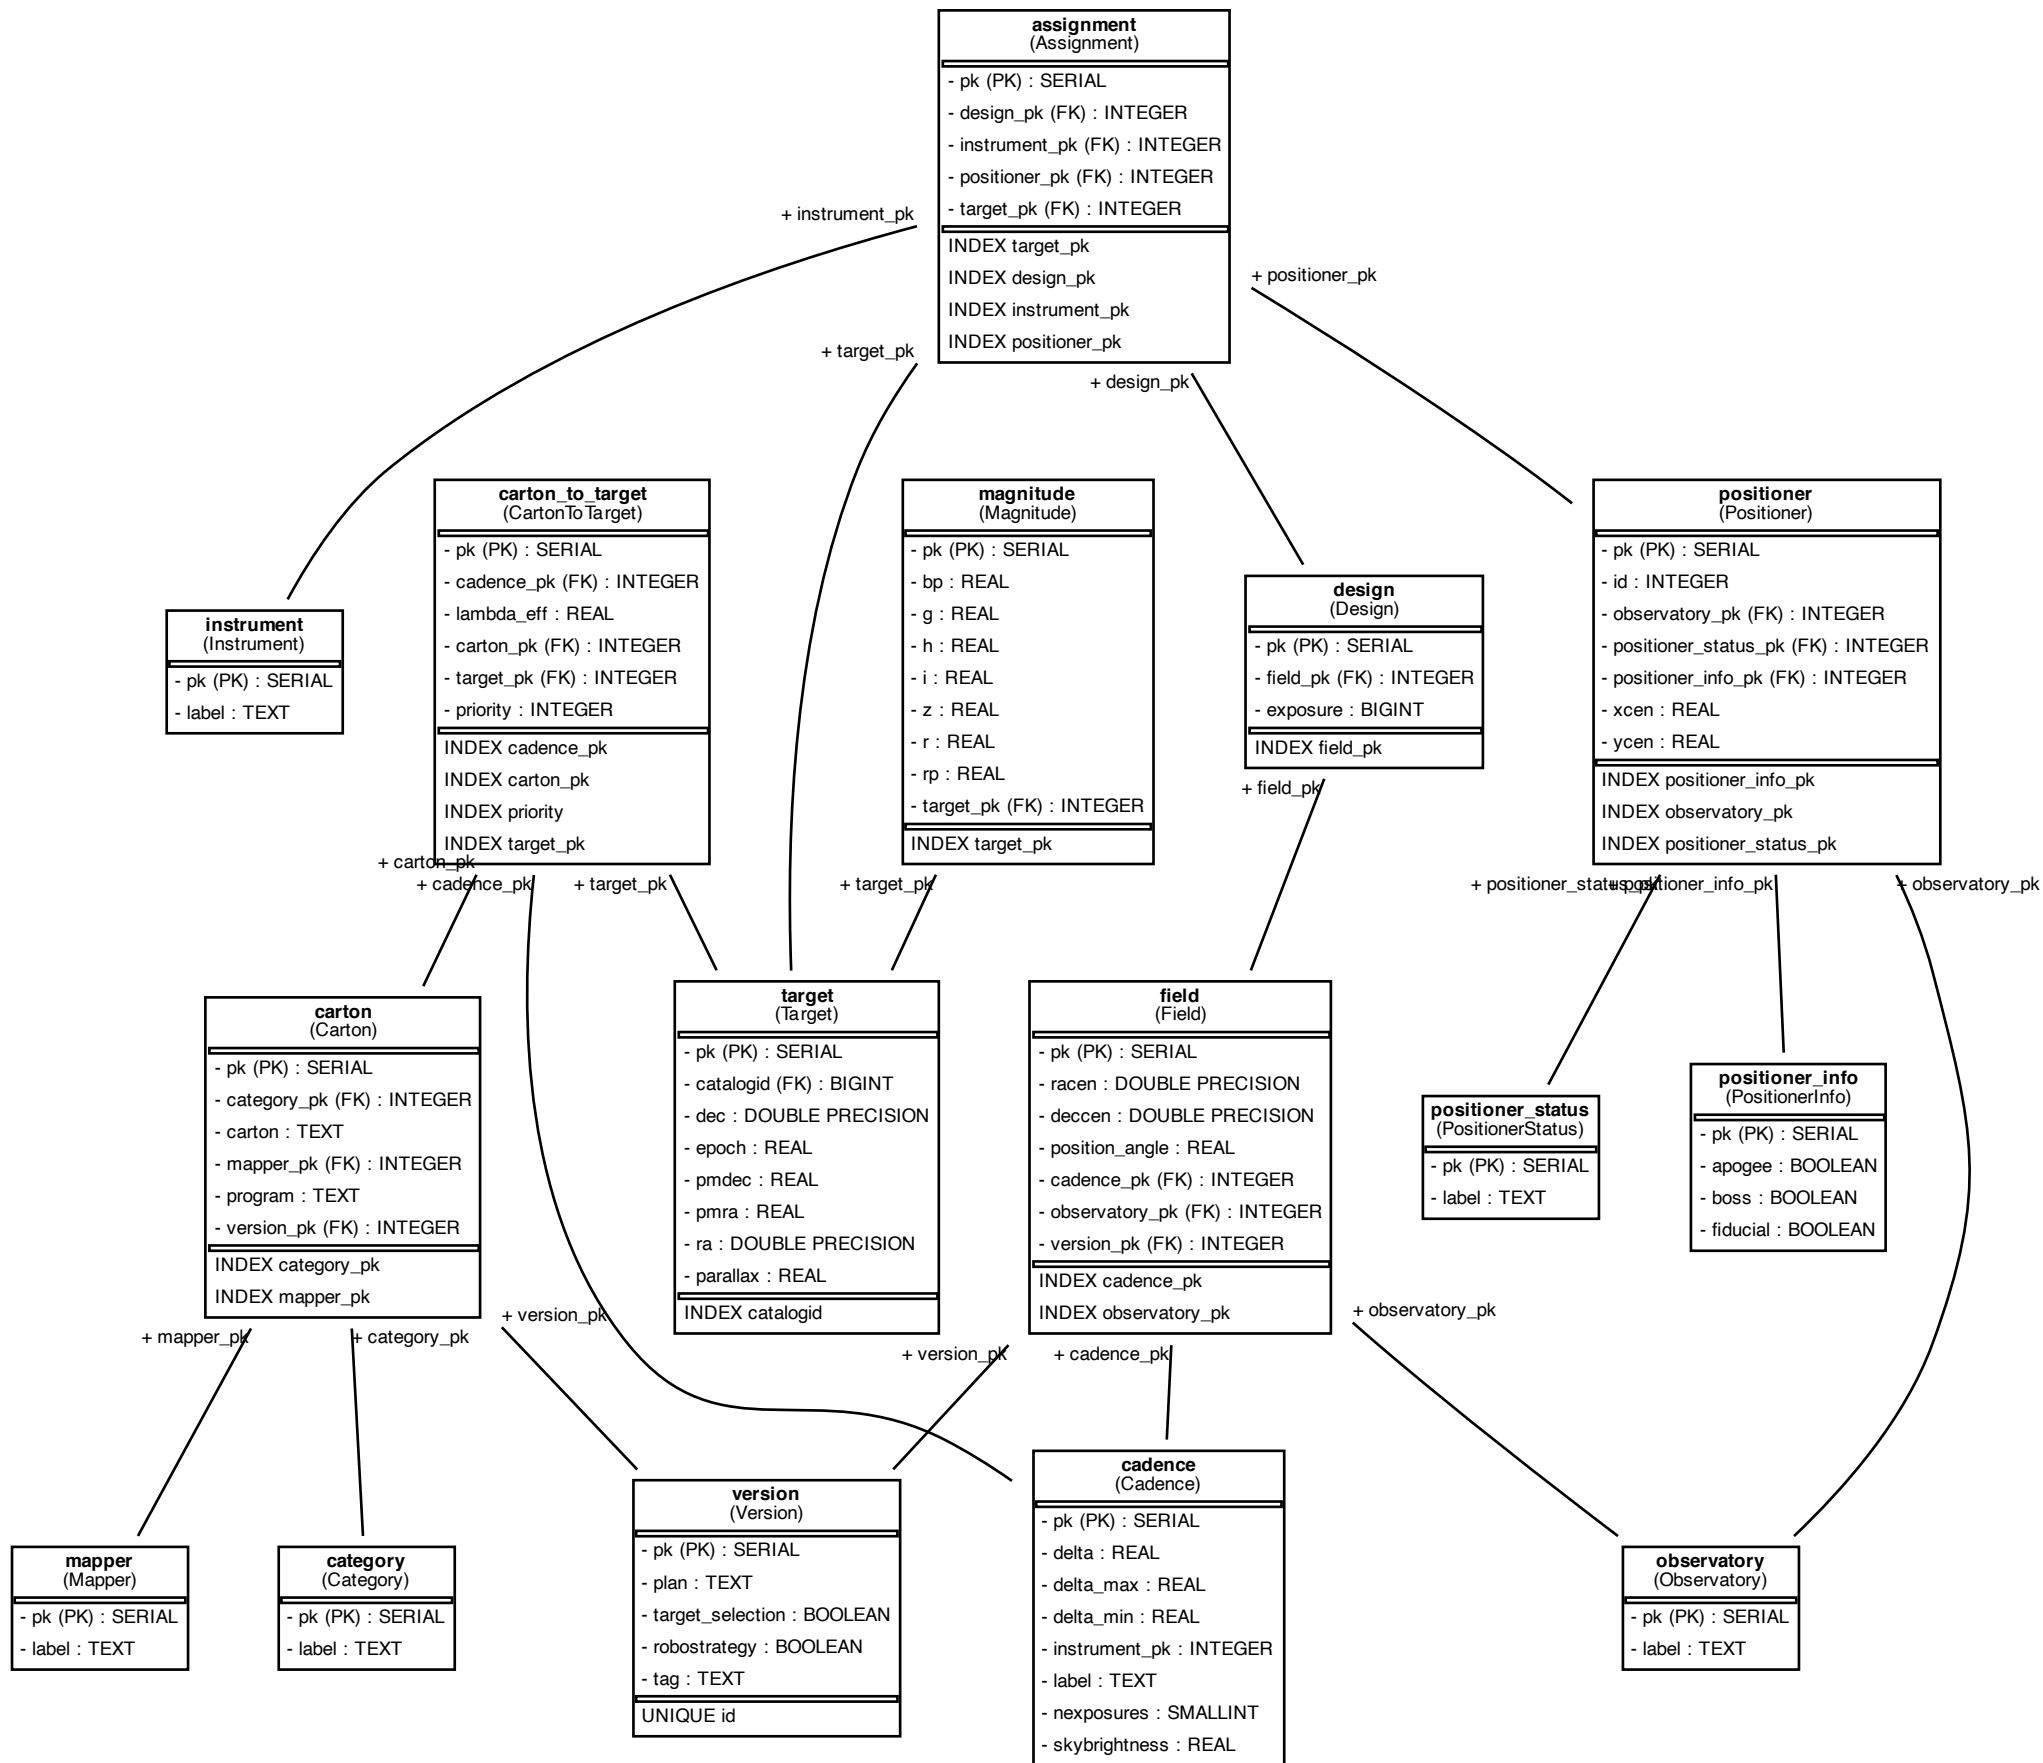 assignment
(Assignment)
- pk (PK) : SERIAL
- design_pk (FK) : INTEGER
- instrument_pk (FK) : INTEGER
- positioner_pk (FK) : INTEGER
- target_pk (FK) : INTEGER
INDEX target_pk
INDEX design_pk
INDEX instrument_pk
INDEX positioner_pk
+ instrument_pk
+ positioner_pk
+ target_pk
+ design_pk
carton_to_target
(CartonToTarget)
- pk (PK) : SERIAL
- cadence_pk (FK) : INTEGER
- lambda_eff : REAL
- carton_pk (FK) : INTEGER
- target_pk (FK) : INTEGER
- priority : INTEGER
INDEX cadence_pk
INDEX carton_pk
INDEX priority
INDEX target_pk
magnitude
(Magnitude)
- pk (PK) : SERIAL
- bp : REAL
- g : REAL
- h : REAL
- i : REAL
- z : REAL
- r : REAL
- rp : REAL
- target_pk (FK) : INTEGER
INDEX target_pk
positioner
(Positioner)
- pk (PK) : SERIAL
- id : INTEGER
- observatory_pk (FK) : INTEGER
- positioner_status_pk (FK) : INTEGER
- positioner_info_pk (FK) : INTEGER
- xcen : REAL
- ycen : REAL
INDEX positioner_info_pk
INDEX observatory_pk
INDEX positioner_status_pk
design
(Design)
- pk (PK) : SERIAL
- field_pk (FK) : INTEGER
- exposure : BIGINT
INDEX field_pk
instrument
(Instrument)
- pk (PK) : SERIAL
- label : TEXT
+ field_pk
+ carton_pk
+ cadence_pk
+ target_pk
+ target_pk
+ positioner_status_pk
+ positioner_info_pk
+ observatory_pk
carton
(Carton)
- pk (PK) : SERIAL
- category_pk (FK) : INTEGER
- carton : TEXT
- mapper_pk (FK) : INTEGER
- program : TEXT
- version_pk (FK) : INTEGER
INDEX category_pk
INDEX mapper_pk
target
(Target)
- pk (PK) : SERIAL
- catalogid (FK) : BIGINT
- dec : DOUBLE PRECISION
- epoch : REAL
- pmdec : REAL
- pmra : REAL
- ra : DOUBLE PRECISION
- parallax : REAL
INDEX catalogid
field
(Field)
- pk (PK) : SERIAL
- racen : DOUBLE PRECISION
- deccen : DOUBLE PRECISION
- position_angle : REAL
- cadence_pk (FK) : INTEGER
- observatory_pk (FK) : INTEGER
- version_pk (FK) : INTEGER
INDEX cadence_pk
INDEX observatory_pk
positioner_status
(PositionerStatus)
- pk (PK) : SERIAL
- label : TEXT
positioner_info
(PositionerInfo)
- pk (PK) : SERIAL
- apogee : BOOLEAN
- boss : BOOLEAN
- fiducial : BOOLEAN
+ mapper_pk
+ category_pk
+ version_pk
+ version_pk
+ cadence_pk
+ observatory_pk
mapper
(Mapper)
- pk (PK) : SERIAL
- label : TEXT
category
(Category)
- pk (PK) : SERIAL
- label : TEXT
version
(Version)
- pk (PK) : SERIAL
- plan : TEXT
- target_selection : BOOLEAN
- robostrategy : BOOLEAN
- tag : TEXT
UNIQUE id
cadence
(Cadence)
- pk (PK) : SERIAL
- delta : REAL
- delta_max : REAL
- delta_min : REAL
- instrument_pk : INTEGER
- label : TEXT
- nexposures : SMALLINT
- skybrightness : REAL
observatory
(Observatory)
- pk (PK) : SERIAL
- label : TEXT